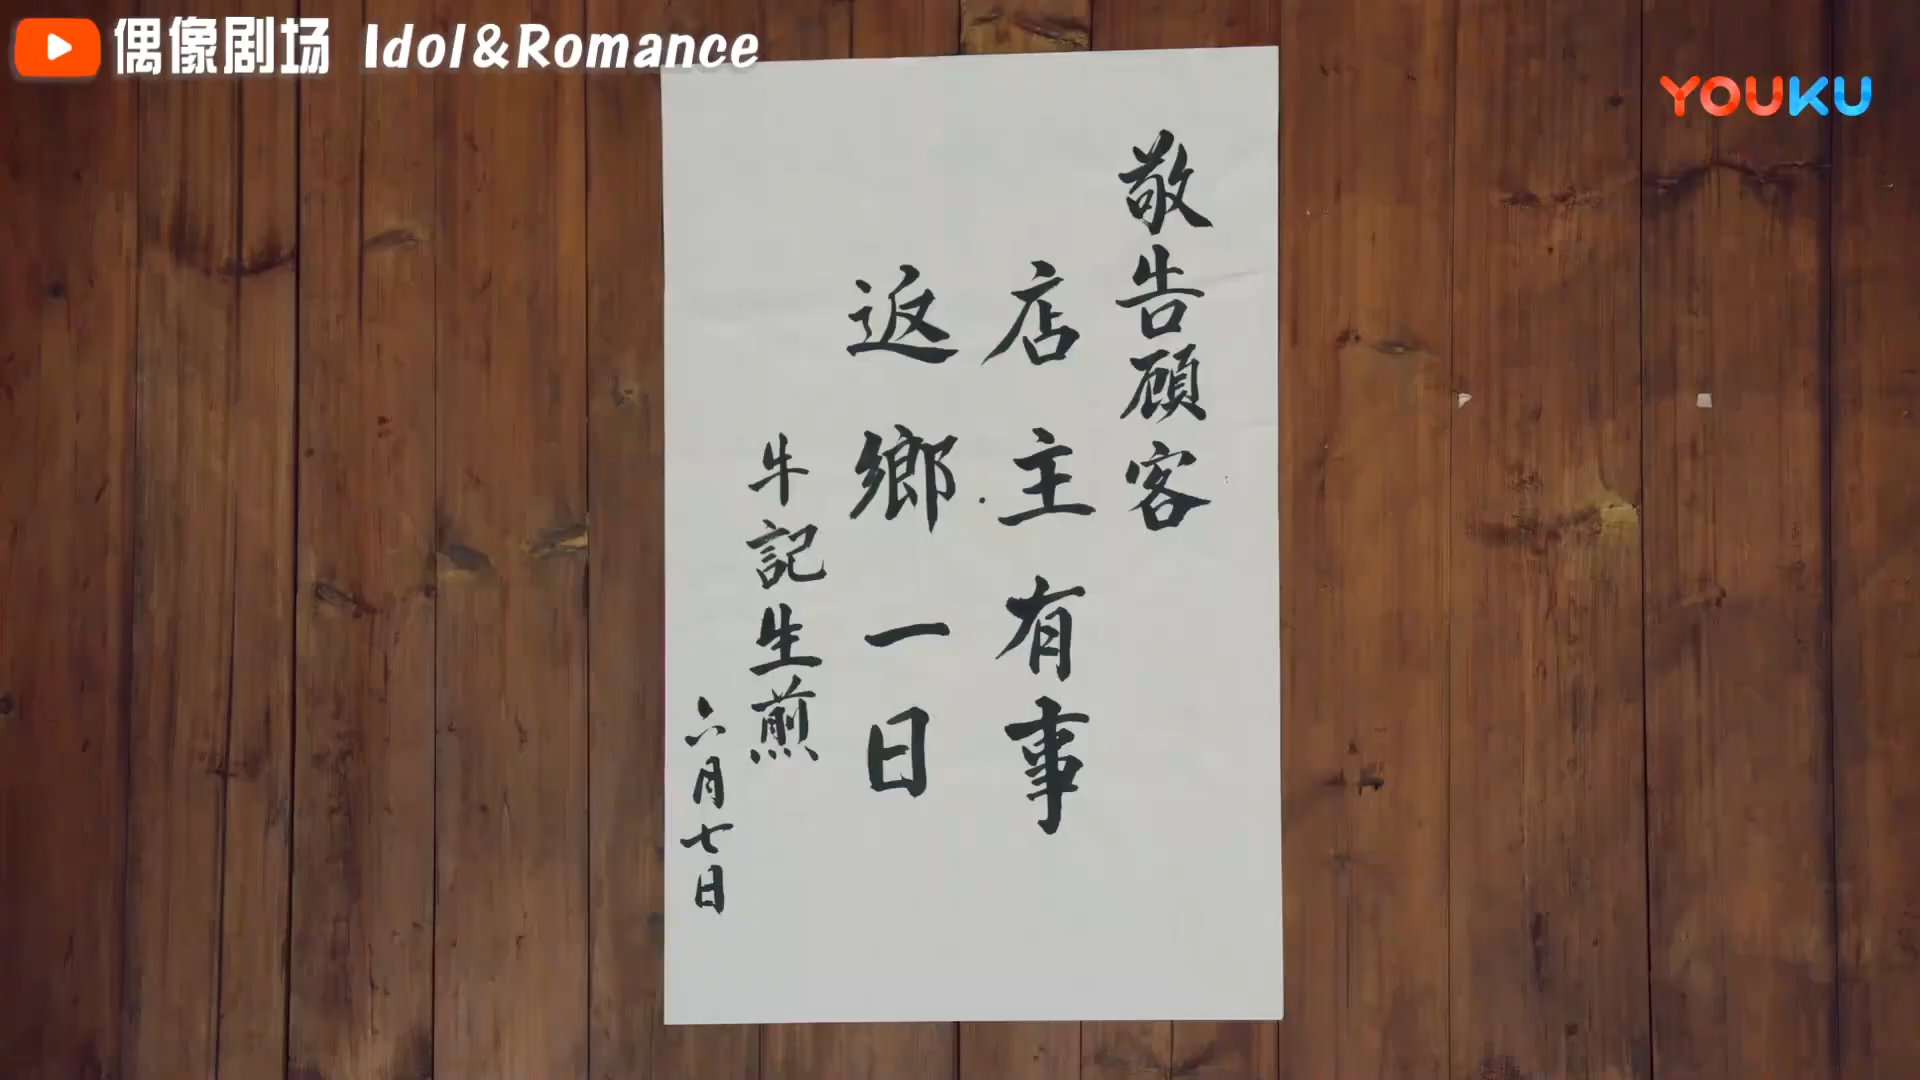 偶像剧场 Idol&Romance
YOUKU
敬告顧客
店主有事
返鄉一日
牛記生煎
六月七日